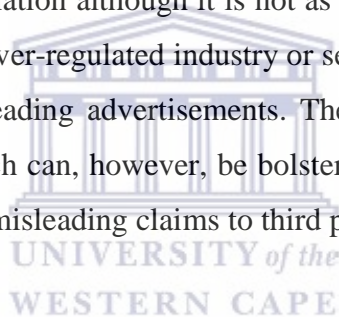 although it is not as
ver-regulated industry or se
eading advertisements. The
ch can, however, be bolster
misleading claims to third p
UNIVERSITY of the
WESTERN CAPE